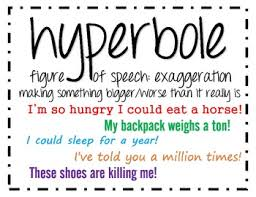 hyperbole
figure of speech: exaggeration
making something bigger/worse than it really is
I'm so hungry I could eat a horse!
My backpack weighs a ton!
I could sleep for a year!
I've told you a million times!
These shoes are killing me!